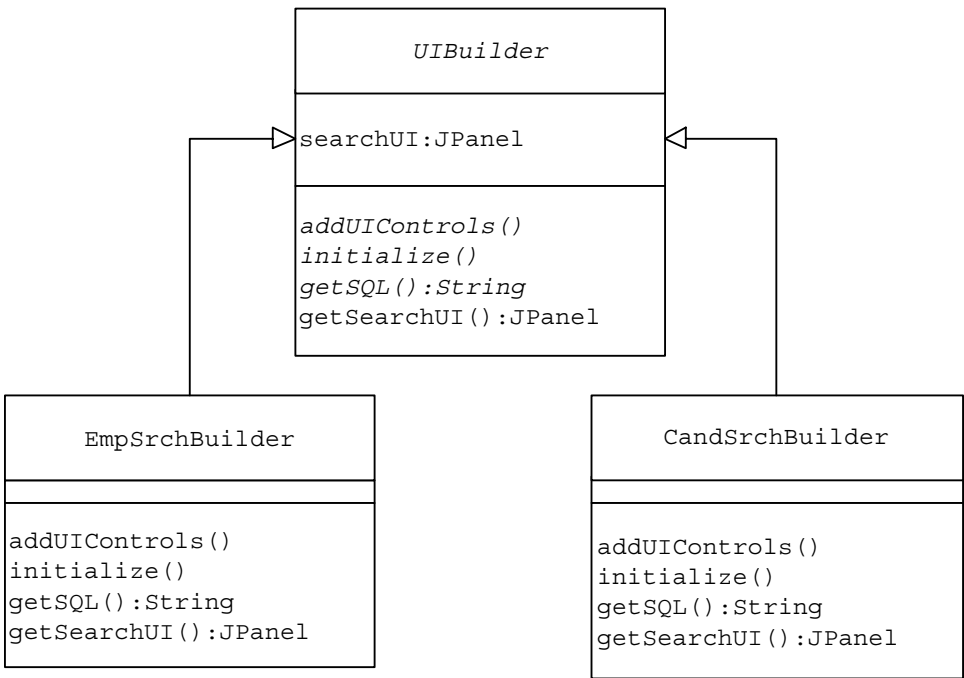 UIBuilder
searchUI:JPanel
addUIControls()
initialize()
getSQL():String
getSearchUI():JPanel
EmpSrchBuilder
addUIControls()
initialize()
getSQL():String
getSearchUI():JPanel
CandSrchBuilder
addUIControls()
initialize()
getSQL():String
getSearchUI():JPanel